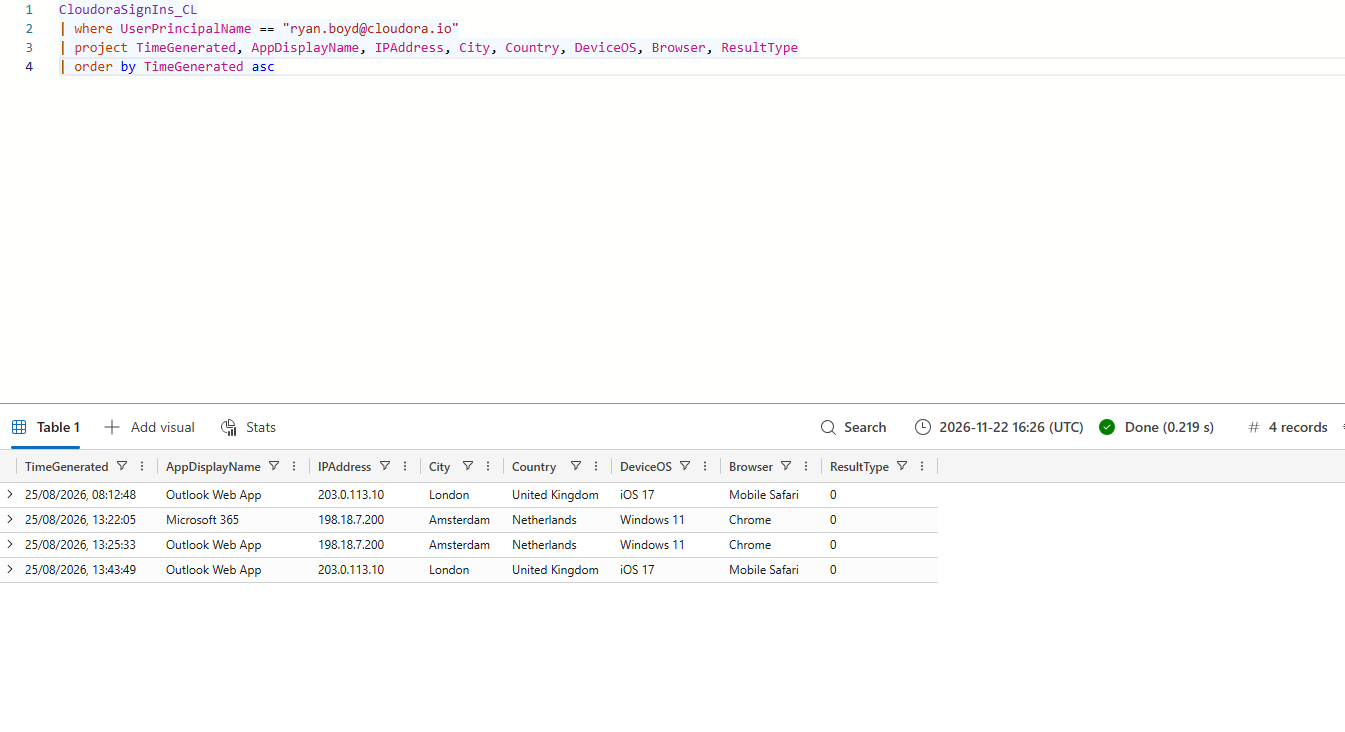 1 CloudoraSignIns_CL
2 | where UserPrincipalName == "ryan.boyd@cloudora.io"
3 | project TimeGenerated, AppDisplayName, IPAddress, City, Country, DeviceOS, Browser, ResultType
4 | order by TimeGenerated asc
Table 1 Add visual Stats Search 2026-11-22 16:26 (UTC) Done (0.219 s) # 4 records
TimeGenerated AppDisplayName IPAddress City Country DeviceOS Browser ResultType
25/08/2026, 08:12:48 Outlook Web App 203.0.113.10 London United Kingdom iOS 17 Mobile Safari 0
25/08/2026, 13:22:05 Microsoft 365 198.18.7.200 Amsterdam Netherlands Windows 11 Chrome 0
25/08/2026, 13:25:33 Outlook Web App 198.18.7.200 Amsterdam Netherlands Windows 11 Chrome 0
25/08/2026, 13:43:49 Outlook Web App 203.0.113.10 London United Kingdom iOS 17 Mobile Safari 0